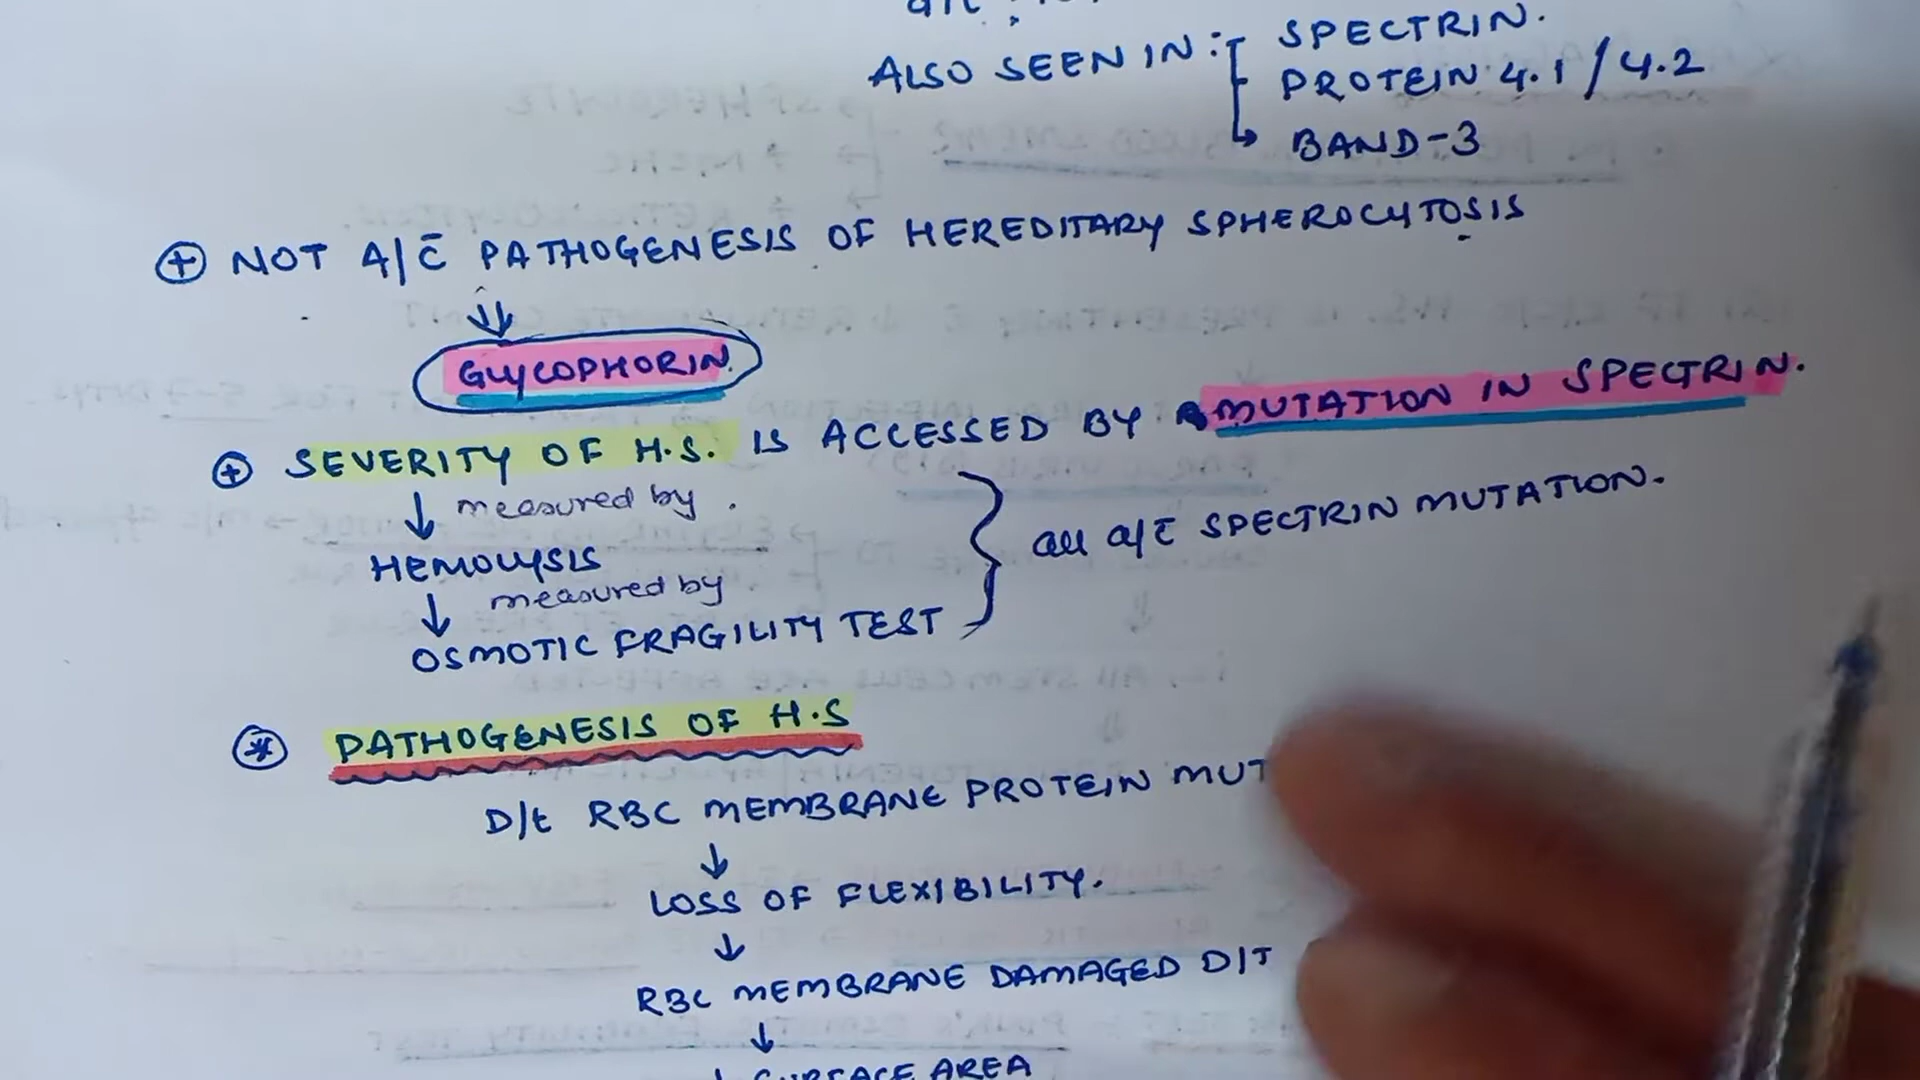 ALSO SEEN IN :
SPECTRIN.
PROTEIN 4.1 / 4.2
BAND-3
NOT A/C̄ PATHOGENESIS OF HEREDITARY SPHEROCYTOSIS
GLYCOPHORIN.
SEVERITY OF H.S. IS ACCESSED BY MUTATION IN SPECTRIN.
measured by.
HEMOLYSIS
measured by.
OSMOTIC FRAGILITY TEST
all a/c̄ SPECTRIN MUTATION.
PATHOGENESIS OF H.S
D/t RBC MEMBRANE PROTEIN MUT
LOSS OF FLEXIBILITY.
RBC MEMBRANE DAMAGED D/T
↓ SURFACE AREA